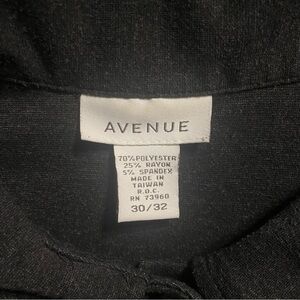 AVENUE
70% POLYESTER
25% RAYON
5% SPANDEX
MADE IN
TAIWAN
R.O.C.
RN 73960
30/32